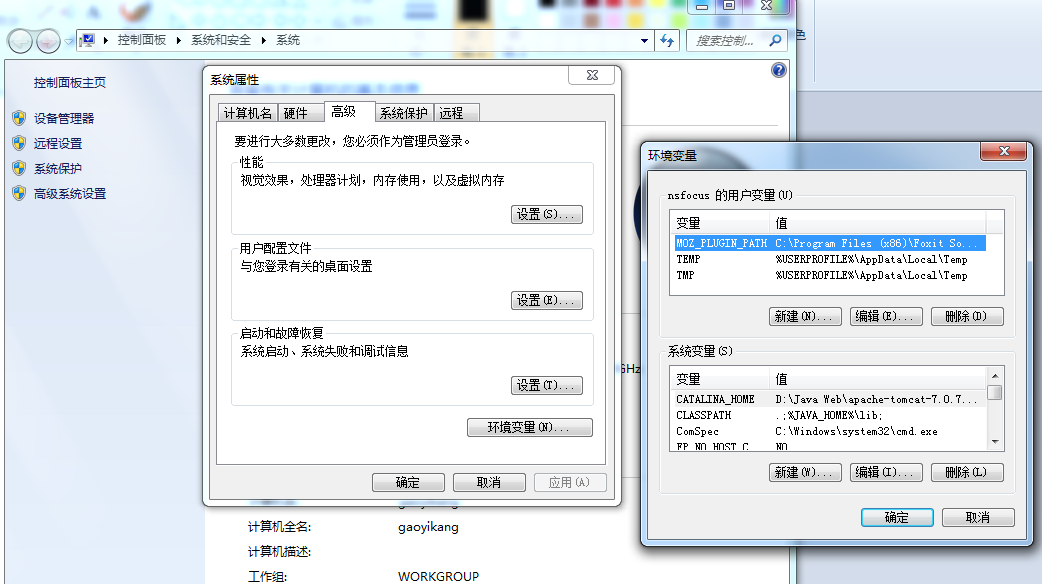 控制面板 ▸ 系统和安全 ▸ 系统
搜索控制...
色
控制面板主页
设备管理器
远程设置
系统保护
高级系统设置
系统属性
计算机名 硬件 高级 系统保护 远程
要进行大多数更改，您必须作为管理员登录。
性能
视觉效果，处理器计划，内存使用，以及虚拟内存
设置(S)...
用户配置文件
与您登录有关的桌面设置
设置(E)...
启动和故障恢复
系统启动、系统失败和调试信息
设置(T)...
环境变量(N)...
确定 取消 应用(A)
GHz
计算机全名: gaoyikang
计算机描述:
工作组: WORKGROUP
环境变量
nsfocus 的用户变量(U)
变量 值
MOZ_PLUGIN_PATH C:\Program Files (x86)\Foxit So...
TEMP %USERPROFILE%\AppData\Local\Temp
TMP %USERPROFILE%\AppData\Local\Temp
新建(N)... 编辑(E)... 删除(D)
系统变量(S)
变量 值
CATALINA_HOME D:\Java Web\apache-tomcat-7.0.7...
CLASSPATH .;%JAVA_HOME%\lib;
ComSpec C:\Windows\system32\cmd.exe
FP_NO_HOST_C NO
新建(W)... 编辑(I)... 删除(L)
确定 取消